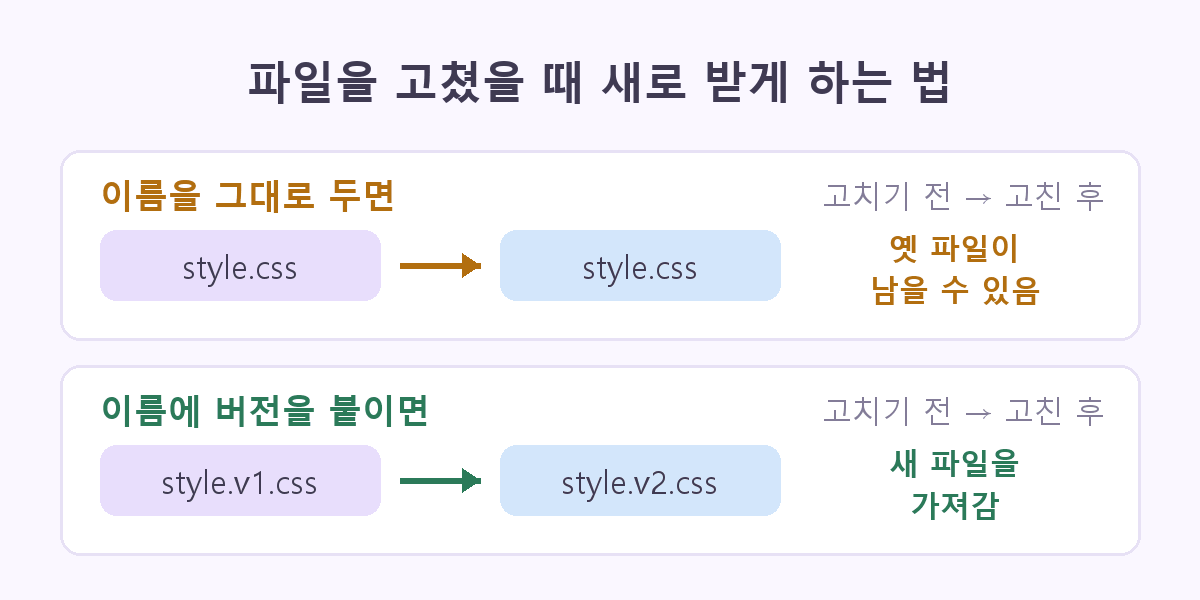 파일을 고쳤을 때 새로 받게 하는 법
이름을 그대로 두면
고치기 전 → 고친 후
style.css
style.css
옛 파일이
남을 수 있음
이름에 버전을 붙이면
고치기 전 → 고친 후
style.v1.css
style.v2.css
새 파일을
가져감